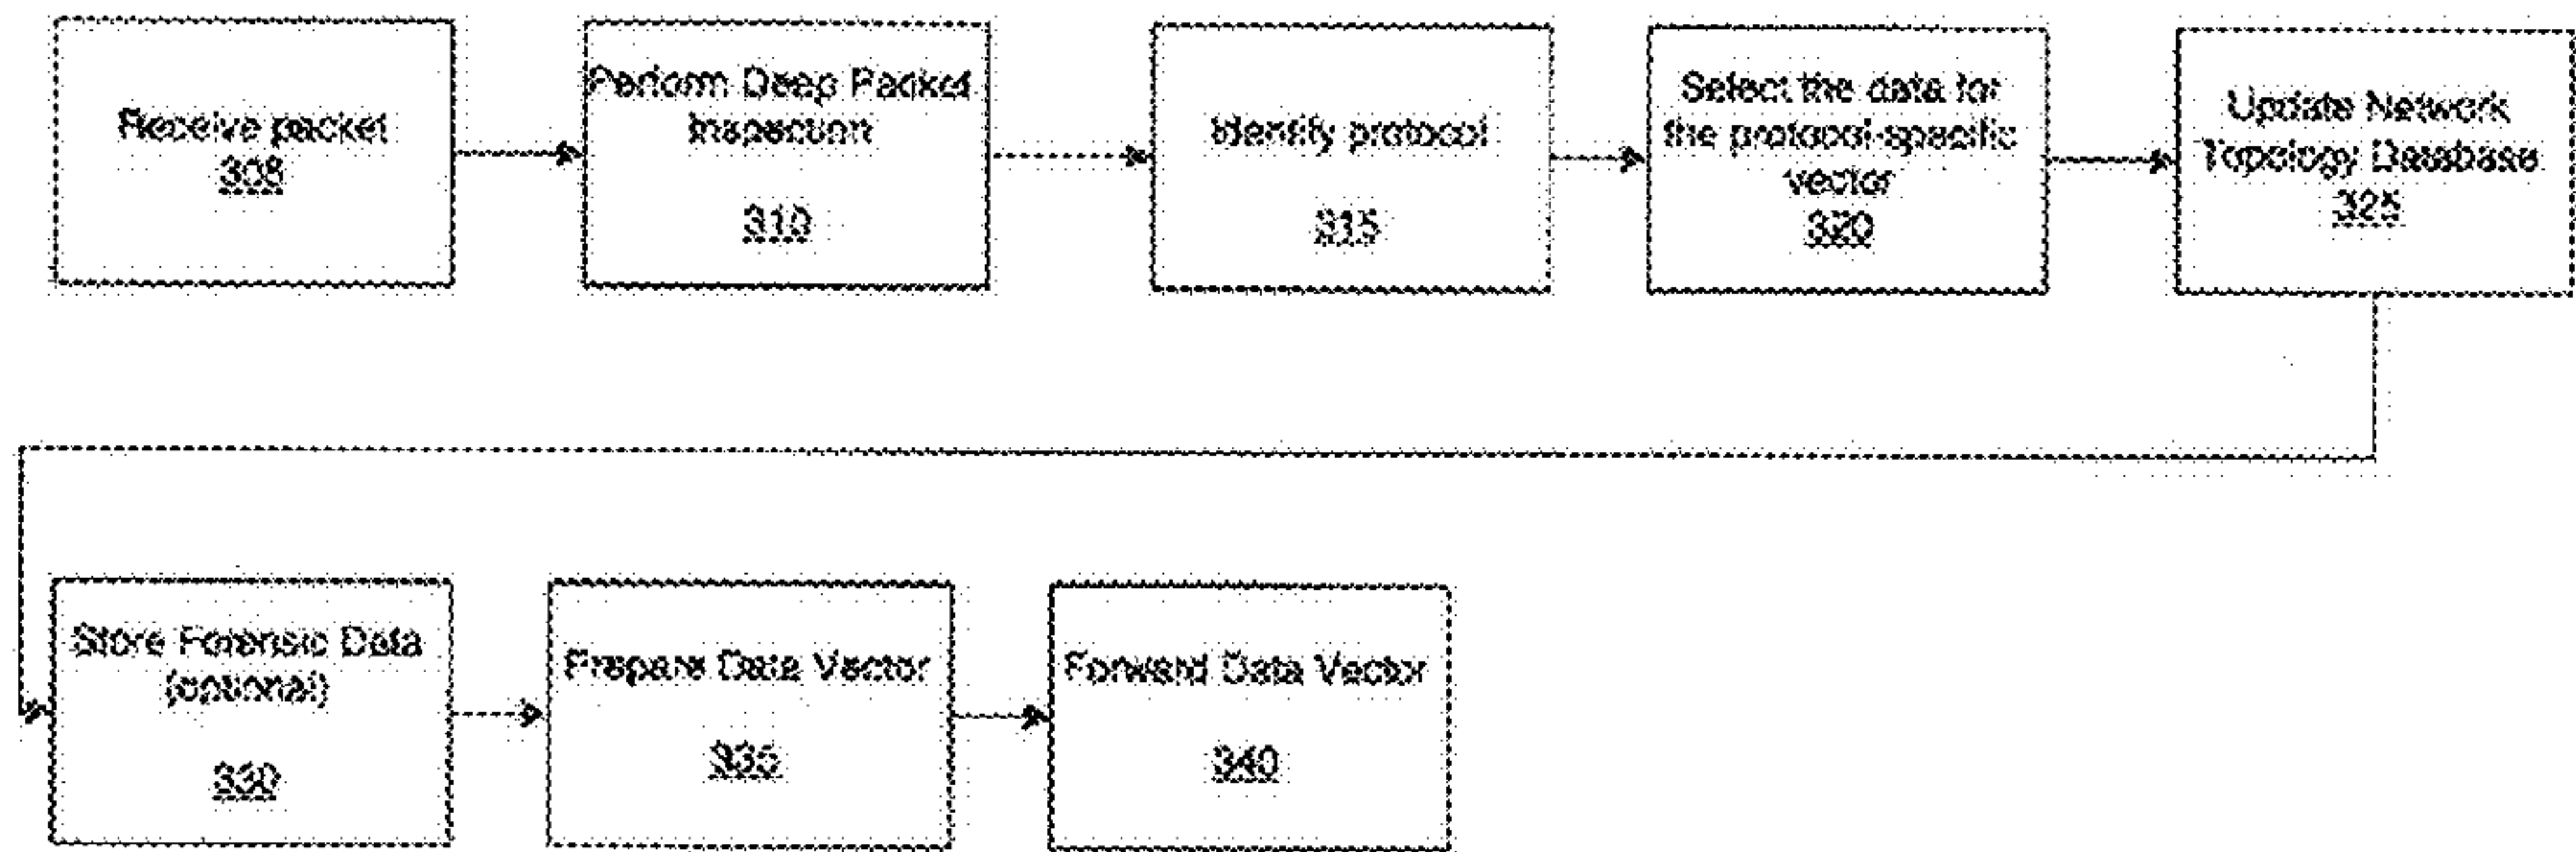 Receive packet
308
Perform Deep Packet
Inspection
310
Identify protocol
315
Select the data for
the protocol-specific
vector
320
Update Network
Topology Database
325
Store Forensic Data
(optional)
330
Prepare Data Vector
335
Forward Data Vector
340